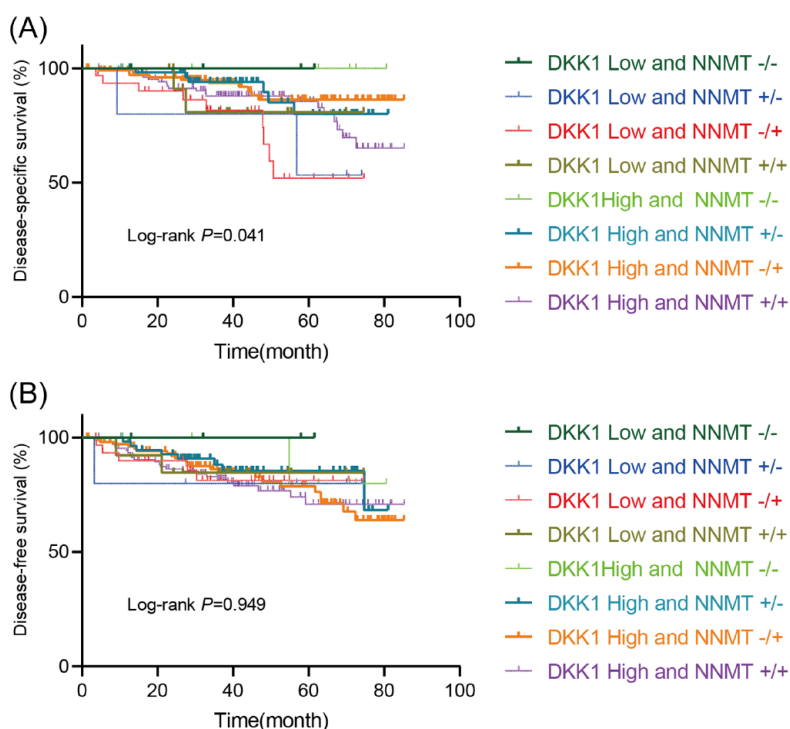 (A)
Disease-specific survival (%)
100
50
0
Log-rank P=0.041
0 20 40 60 80 100
Time(month)
DKK1 Low and NNMT -/-
DKK1 Low and NNMT +/-
DKK1 Low and NNMT -/+
DKK1 Low and NNMT +/+
DKK1High and NNMT -/-
DKK1 High and NNMT +/-
DKK1 High and NNMT -/+
DKK1 High and NNMT +/+
(B)
Disease-free survival (%)
100
50
0
Log-rank P=0.949
0 20 40 60 80 100
Time(month)
DKK1 Low and NNMT -/-
DKK1 Low and NNMT +/-
DKK1 Low and NNMT -/+
DKK1 Low and NNMT +/+
DKK1High and NNMT -/-
DKK1 High and NNMT +/-
DKK1 High and NNMT -/+
DKK1 High and NNMT +/+